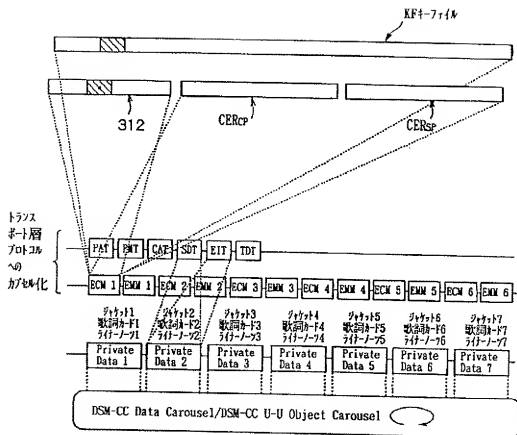 KFキーファイル
312
CERCP
CERSP
トランス
ポート層
プロトコル
への
カプセル化
PAT PMT CAT SDT EIT TDT
ECM 1 EMM 1 ECM 2 EMM 2 ECM 3 EMM 3 ECM 4 EMM 4 ECM 5 EMM 5 ECM 6 EMM 6
ジャケット1 ジャケット2 ジャケット3 ジャケット4 ジャケット5 ジャケット6 ジャケット7
歌詞カード1 歌詞カード2 歌詞カード3 歌詞カード4 歌詞カード5 歌詞カード6 歌詞カード7
ライナーノーツ1 ライナーノーツ2 ライナーノーツ3 ライナーノーツ4 ライナーノーツ5 ライナーノーツ6 ライナーノーツ7
Private Private Private Private Private Private Private
Data 1 Data 2 Data 3 Data 4 Data 5 Data 6 Data 7
DSM-CC Data Carousel/DSM-CC U-U Object Carousel